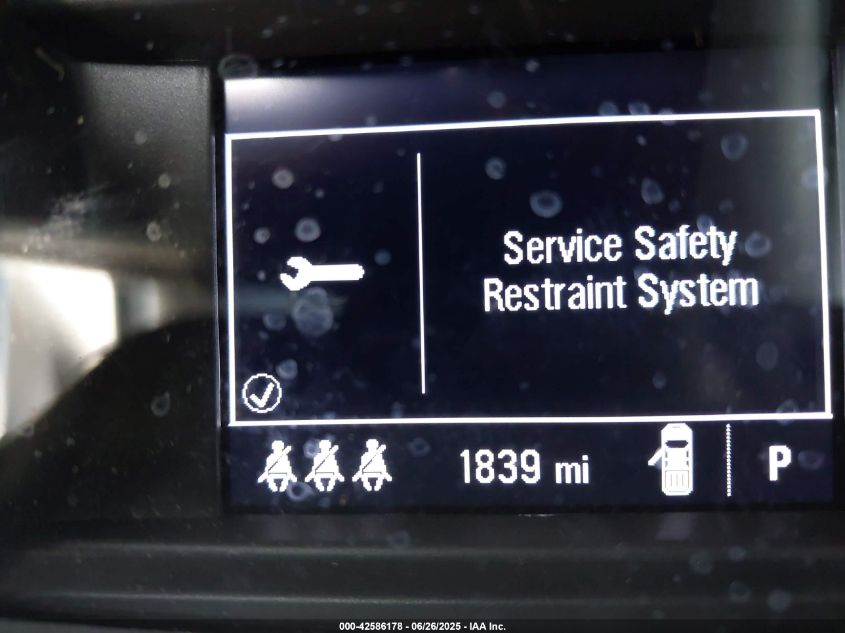 Service Safety
Restraint System
1839 mi
P
000-42586178 - 06/26/2025 - IAA Inc.